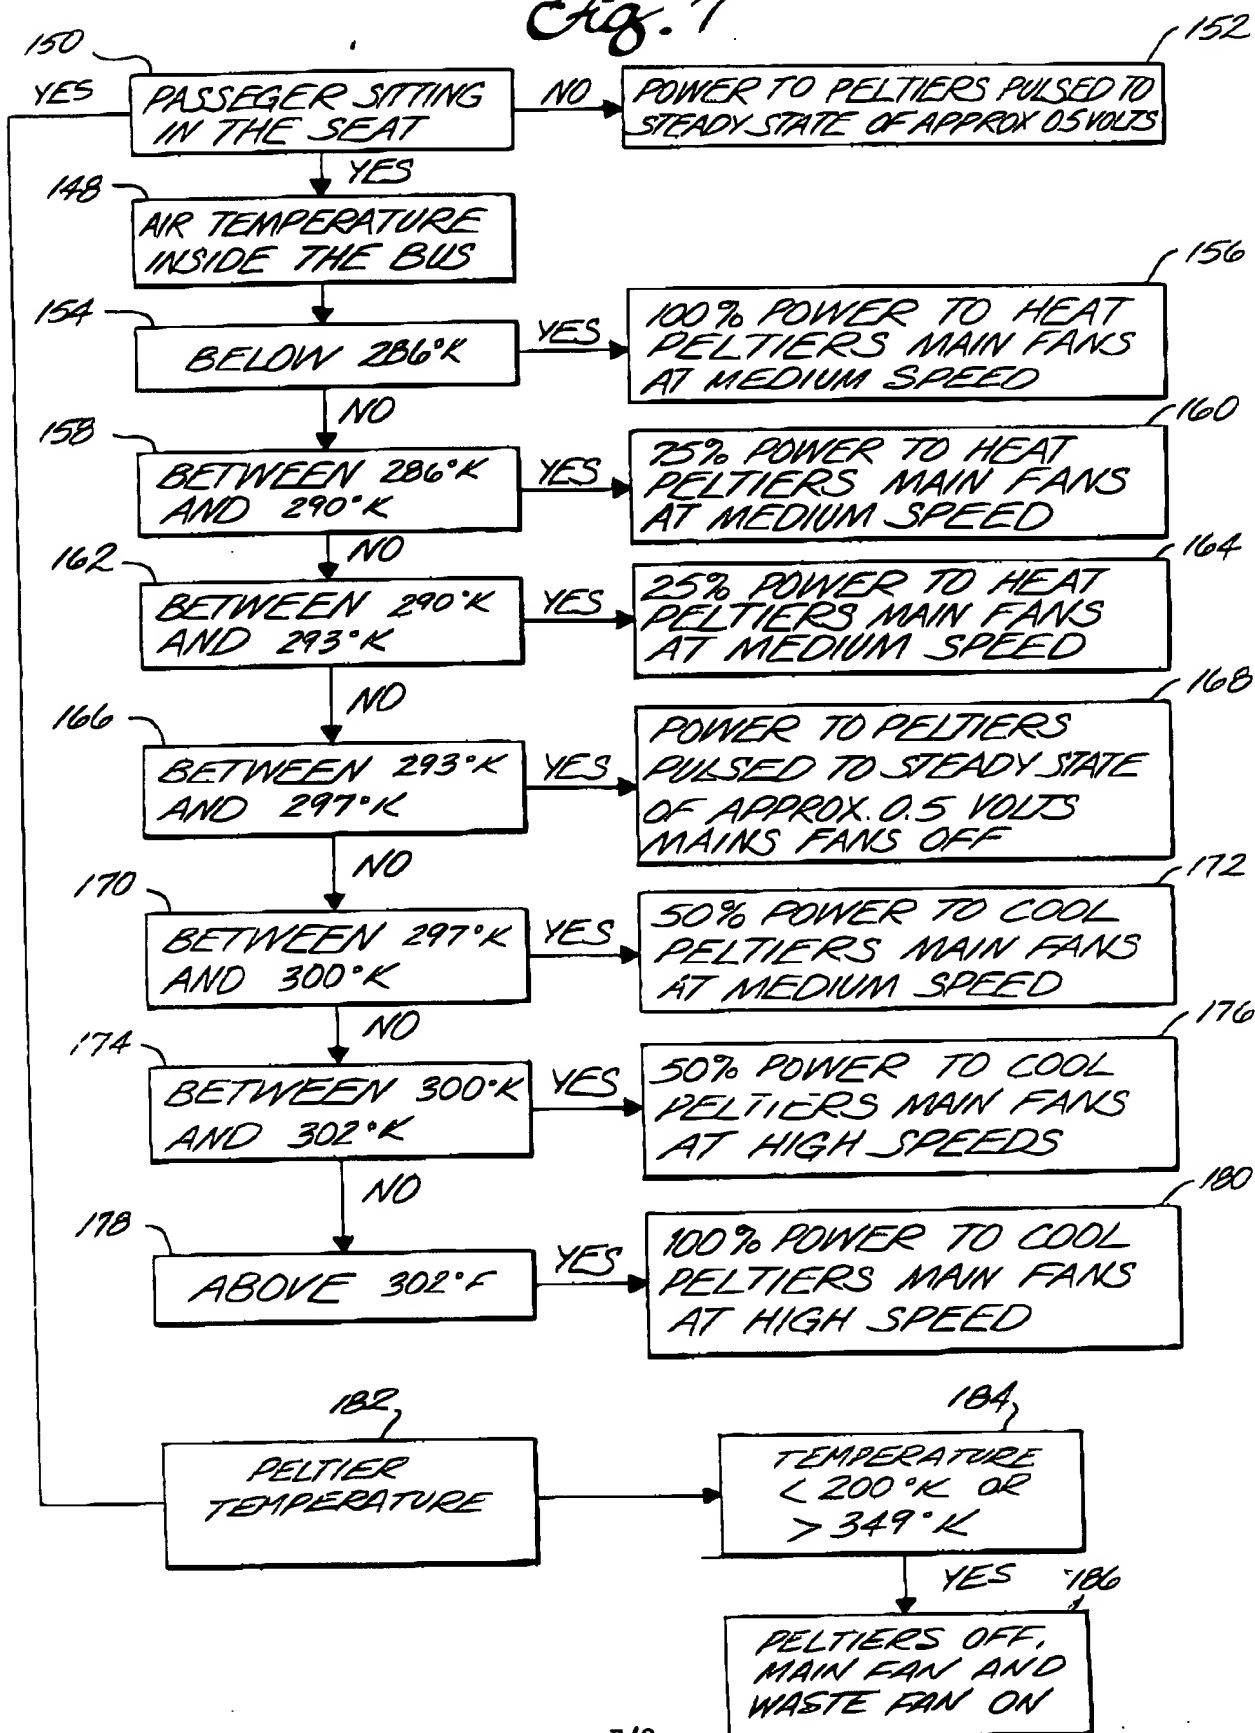 Fig. 7
150
152
YES
PASSEGER SITTING
IN THE SEAT
NO
POWER TO PELTIERS PULSED TO
STEADY STATE OF APPROX 0.5 VOLTS
YES
148
AIR TEMPERATURE
INSIDE THE BUS
154
156
BELOW 286°K
YES
100% POWER TO HEAT
PELTIERS MAIN FANS
AT MEDIUM SPEED
NO
158
160
BETWEEN 286°K
AND 290°K
YES
75% POWER TO HEAT
PELTIERS MAIN FANS
AT MEDIUM SPEED
NO
162
164
BETWEEN 290°K
AND 293°K
YES
25% POWER TO HEAT
PELTIERS MAIN FANS
AT MEDIUM SPEED
NO
166
168
BETWEEN 293°K
AND 297°K
YES
POWER TO PELTIERS
PULSED TO STEADY STATE
OF APPROX. 0.5 VOLTS
MAINS FANS OFF
NO
170
172
BETWEEN 297°K
AND 300°K
YES
50% POWER TO COOL
PELTIERS MAIN FANS
AT MEDIUM SPEED
NO
174
176
BETWEEN 300°K
AND 302°K
YES
50% POWER TO COOL
PELTIERS MAIN FANS
AT HIGH SPEEDS
NO
178
180
ABOVE 302°F
YES
100% POWER TO COOL
PELTIERS MAIN FANS
AT HIGH SPEED
182
184
PELTIER
TEMPERATURE
TEMPERATURE
< 200°K OR
> 349°K
YES
186
PELTIERS OFF,
MAIN FAN AND
WASTE FAN ON